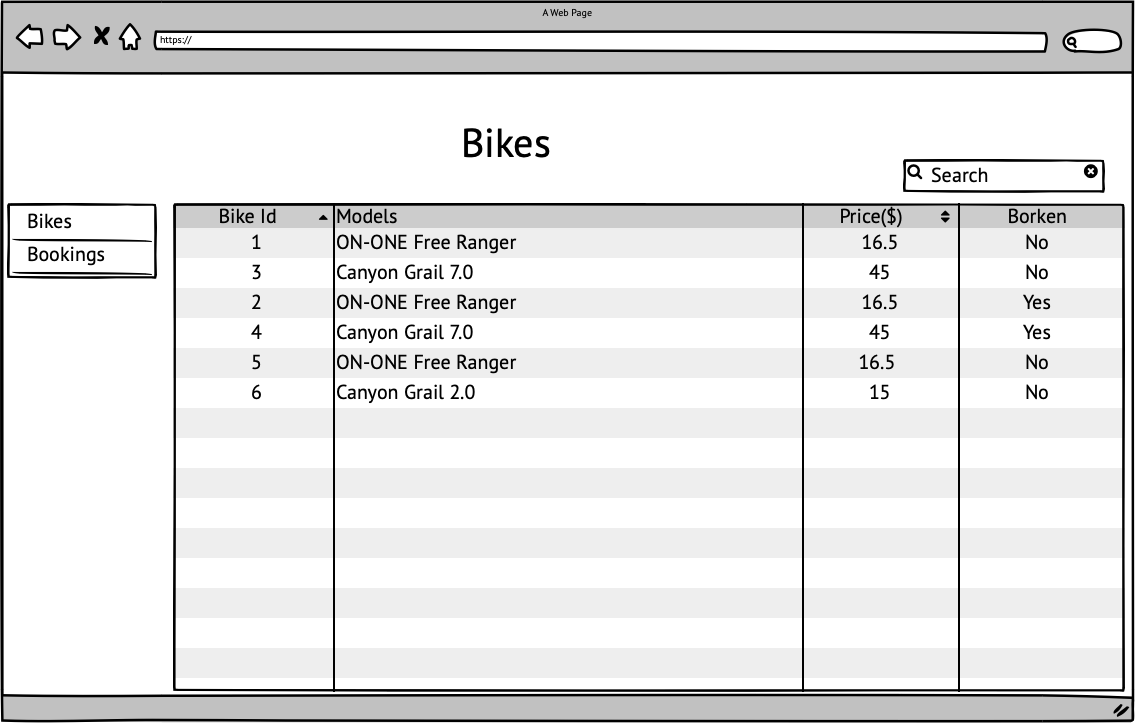 A Web Page
https://
Bikes
Search
Bikes
Bookings
Bike Id Models Price($) Borken
1 ON-ONE Free Ranger 16.5 No
3 Canyon Grail 7.0 45 No
2 ON-ONE Free Ranger 16.5 Yes
4 Canyon Grail 7.0 45 Yes
5 ON-ONE Free Ranger 16.5 No
6 Canyon Grail 2.0 15 No